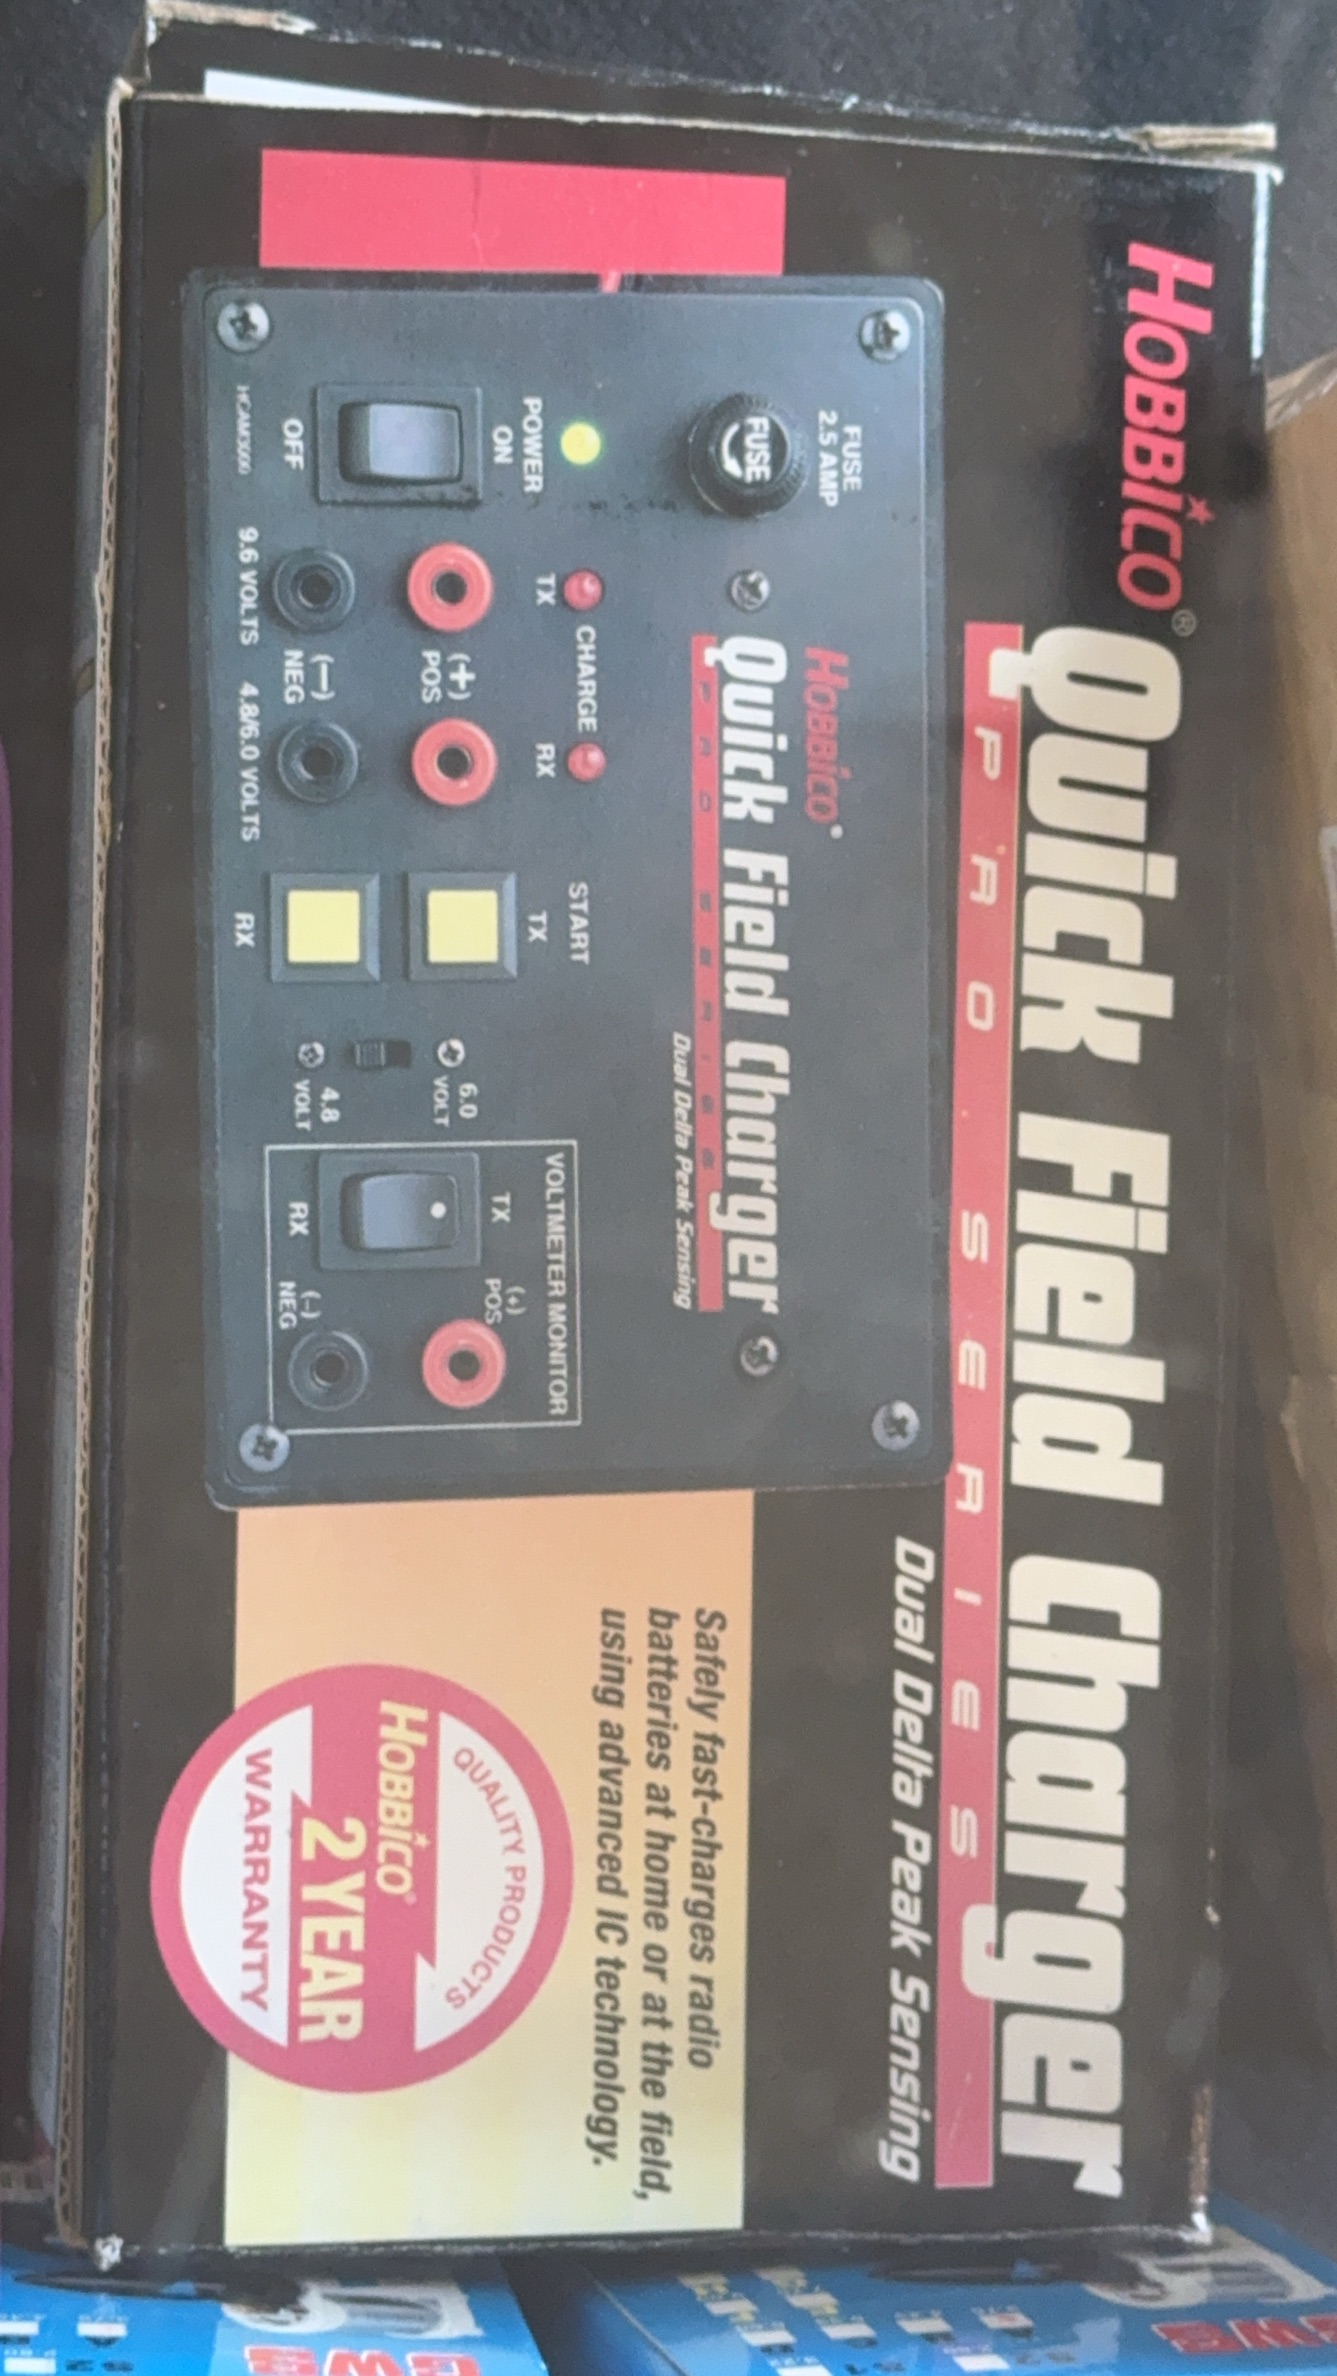 HOBBICO®
Quick Field Charger
PRO SERIES
Dual Delta Peak Sensing
FUSE
2.5 AMP
FUSE
HOBBICO®
Quick Field Charger
PRO SERIES
Dual Delta Peak Sensing
POWER
ON
OFF
HCAM3000
CHARGE
TX
RX
(+)
POS
(−)
NEG
9.6 VOLTS
4.8/6.0 VOLTS
START
TX
RX
6.0
VOLT
4.8
VOLT
VOLTMETER MONITOR
TX
RX
(+)
POS
(−)
NEG
Safely fast-charges radio
batteries at home or at the field,
using advanced IC technology.
QUALITY PRODUCTS
HOBBICO®
2 YEAR
WARRANTY